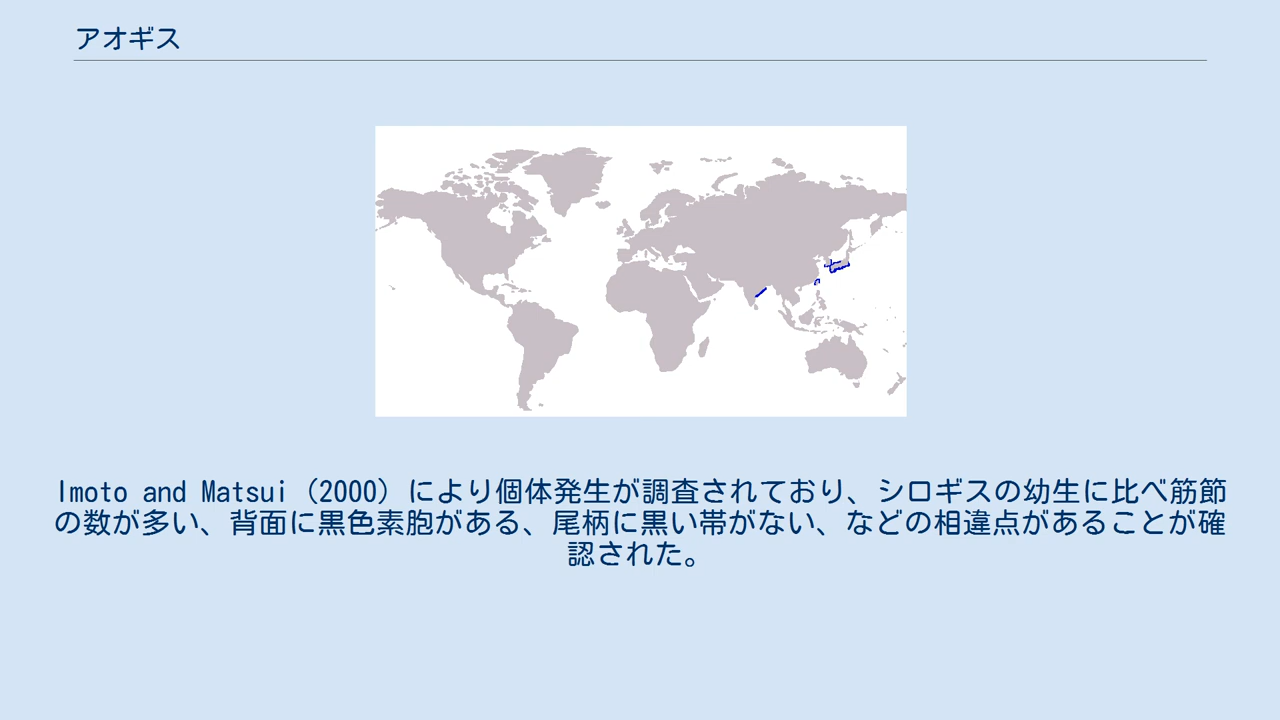 アオギス
Imoto and Matsui（2000）により個体発生が調査されており、シロギスの幼生に比べ筋節
の数が多い、背面に黒色素胞がある、尾柄に黒い帯がない、などの相違点があることが確
認された。